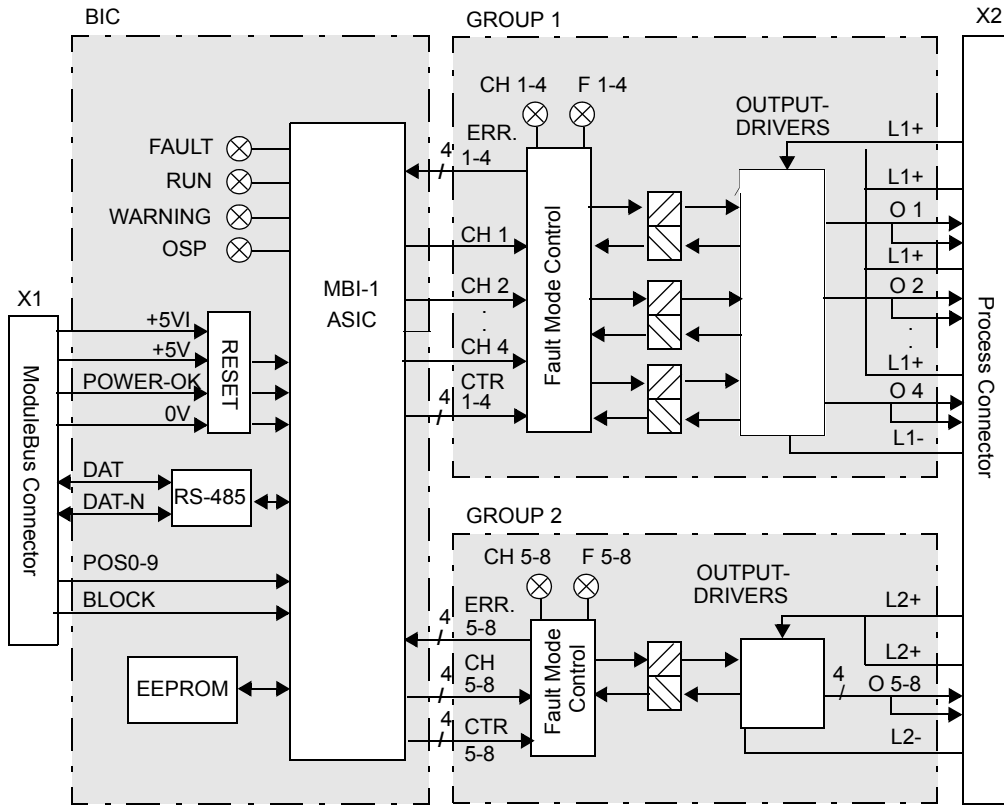 BIC
GROUP 1
X2
CH 1-4
F 1-4
OUTPUT-
DRIVERS
FAULT
RUN
WARNING
OSP
4
ERR.
1-4
L1+
L1+
O 1
L1+
O 2
.
.
L1+
O 4
L1-
CH 1
CH 2
.
.
CH 4
CTR
4
1-4
Fault Mode Control
MBI-1
ASIC
X1
+5VI
+5V
POWER-OK
0V
RESET
ModuleBus Connector
Process Connector
DAT
DAT-N
RS-485
POS0-9
BLOCK
EEPROM
GROUP 2
CH 5-8
F 5-8
OUTPUT-
DRIVERS
4
ERR.
5-8
4
CH
5-8
4
CTR
5-8
Fault Mode
Control
L2+
L2+
4
O 5-8
L2-